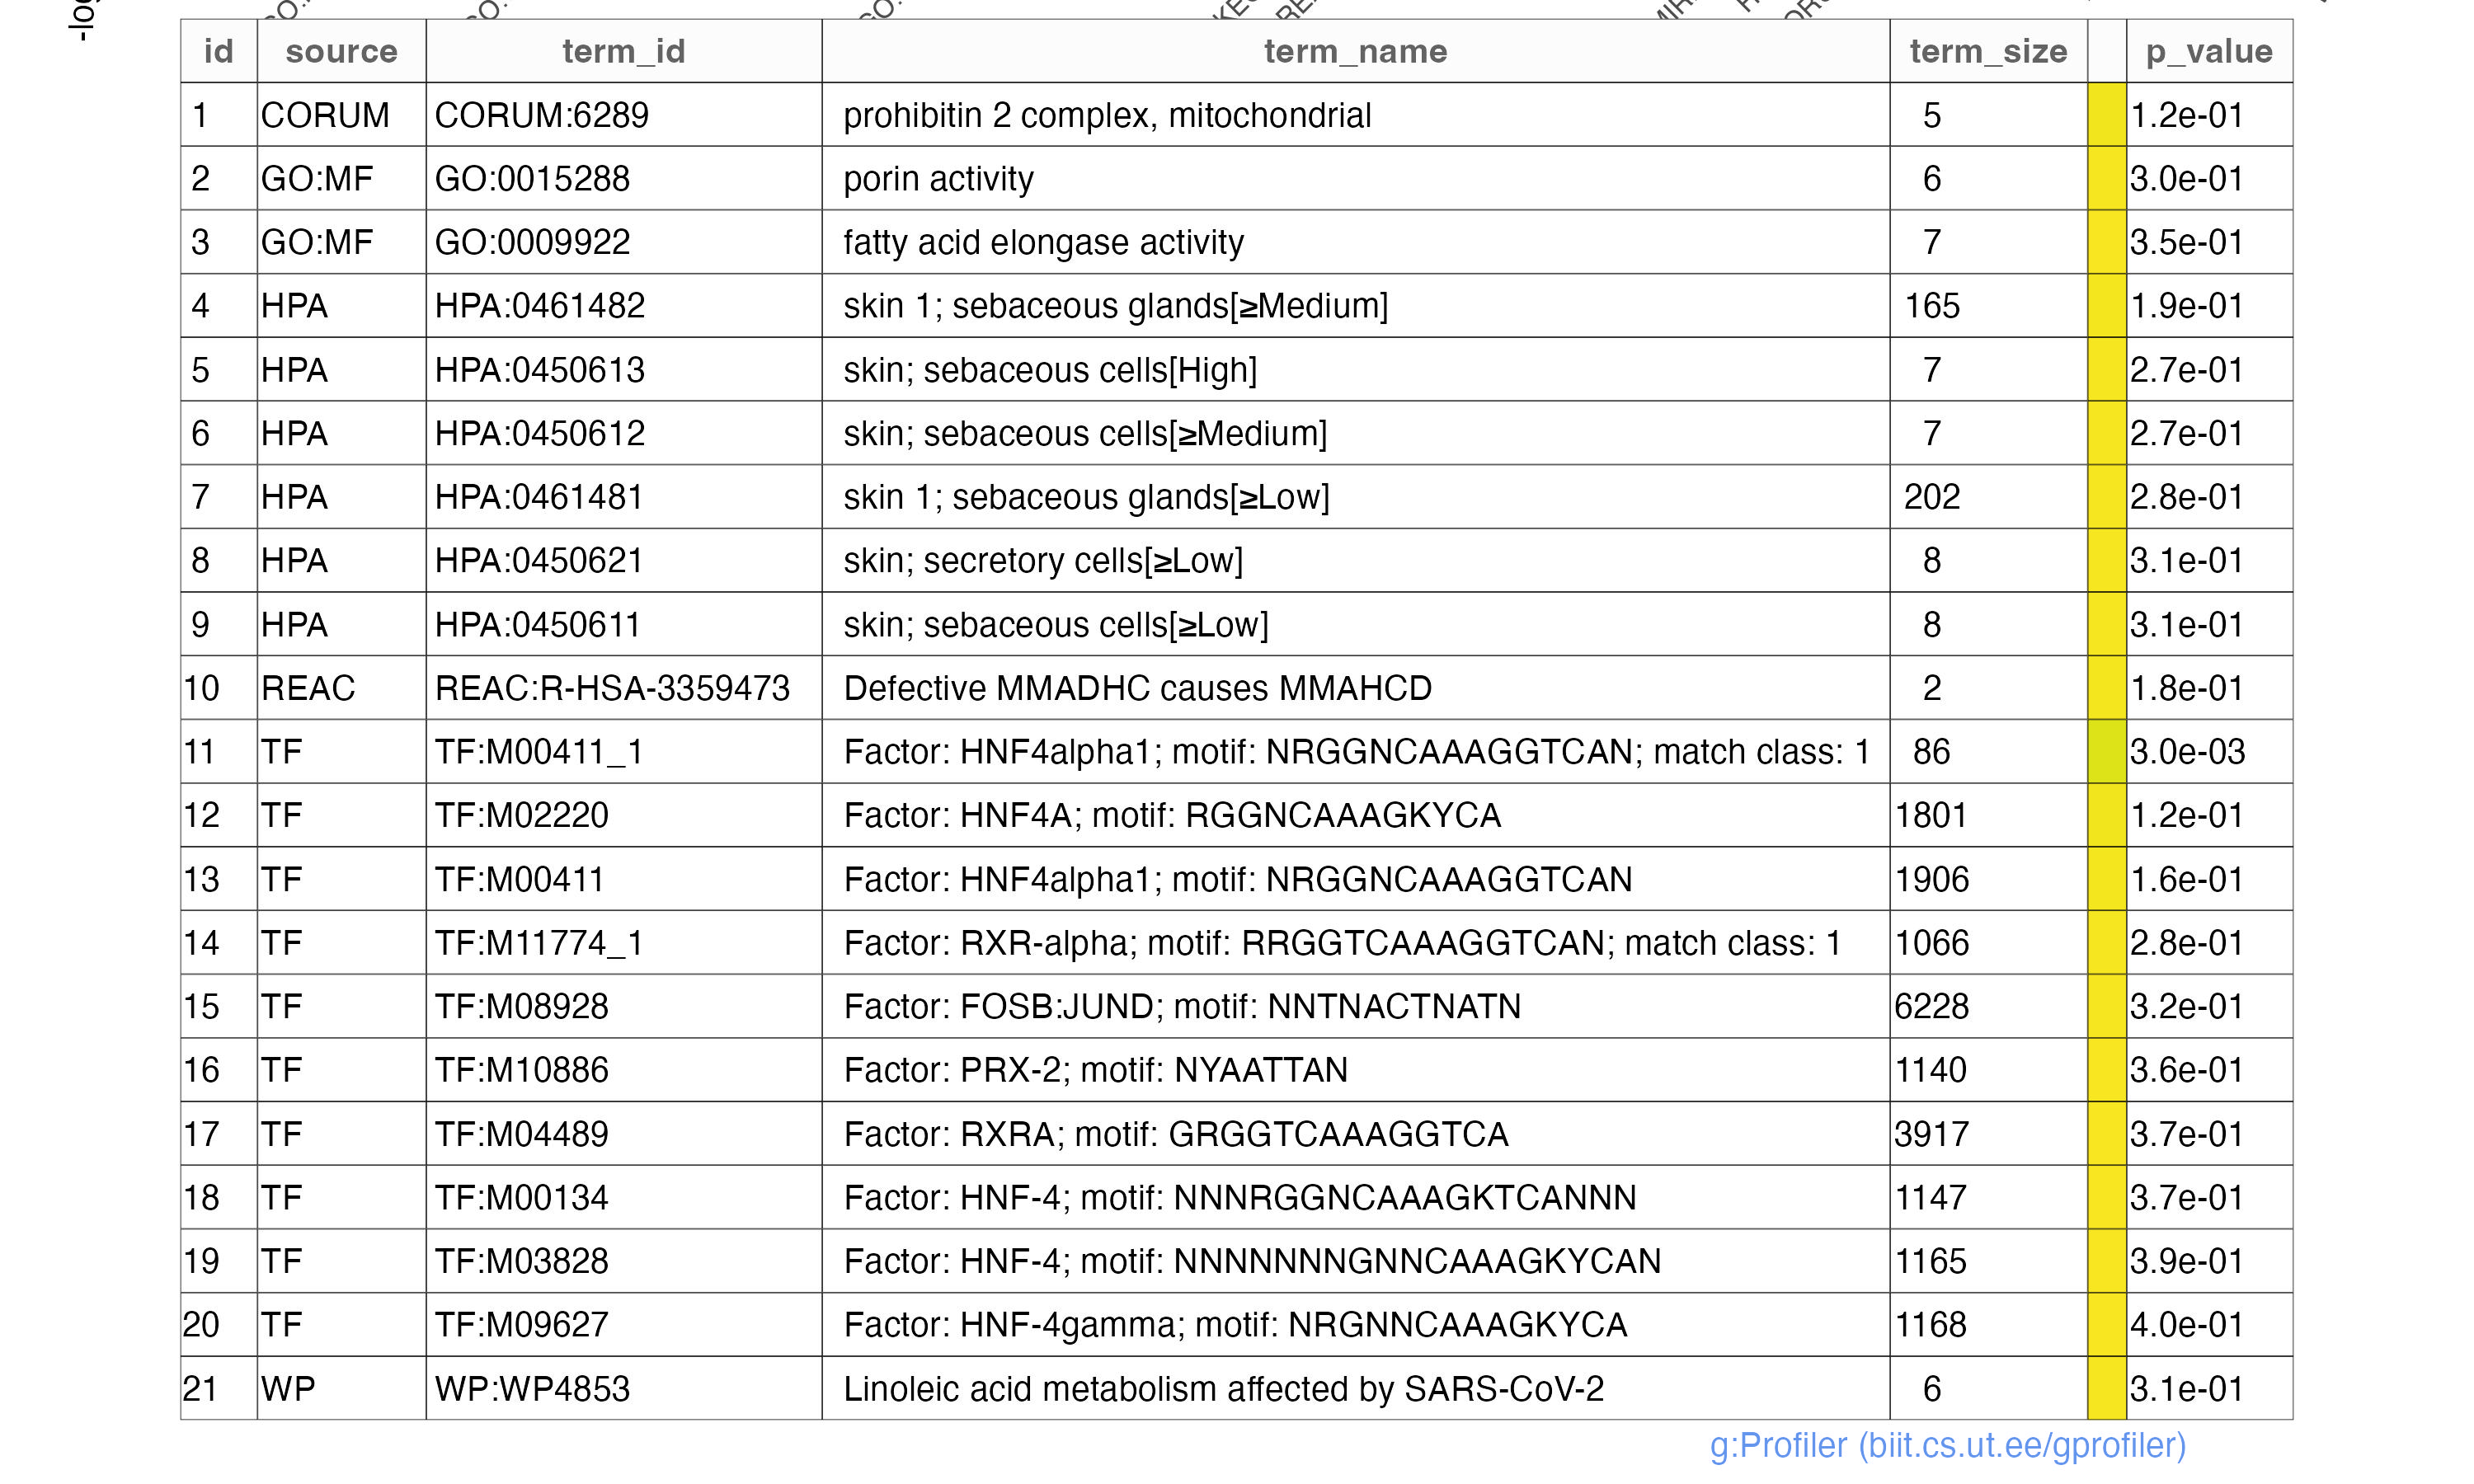 -log
id source term_id term_name term_size p_value
1 CORUM CORUM:6289 prohibitin 2 complex, mitochondrial 5 1.2e-01
2 GO:MF GO:0015288 porin activity 6 3.0e-01
3 GO:MF GO:0009922 fatty acid elongase activity 7 3.5e-01
4 HPA HPA:0461482 skin 1; sebaceous glands[≥Medium] 165 1.9e-01
5 HPA HPA:0450613 skin; sebaceous cells[High] 7 2.7e-01
6 HPA HPA:0450612 skin; sebaceous cells[≥Medium] 7 2.7e-01
7 HPA HPA:0461481 skin 1; sebaceous glands[≥Low] 202 2.8e-01
8 HPA HPA:0450621 skin; secretory cells[≥Low] 8 3.1e-01
9 HPA HPA:0450611 skin; sebaceous cells[≥Low] 8 3.1e-01
10 REAC REAC:R-HSA-3359473 Defective MMADHC causes MMAHCD 2 1.8e-01
11 TF TF:M00411_1 Factor: HNF4alpha1; motif: NRGGNCAAAGGTCAN; match class: 1 86 3.0e-03
12 TF TF:M02220 Factor: HNF4A; motif: RGGNCAAAGKYCA 1801 1.2e-01
13 TF TF:M00411 Factor: HNF4alpha1; motif: NRGGNCAAAGGTCAN 1906 1.6e-01
14 TF TF:M11774_1 Factor: RXR-alpha; motif: RRGGTCAAAGGTCAN; match class: 1 1066 2.8e-01
15 TF TF:M08928 Factor: FOSB:JUND; motif: NNTNACTNATN 6228 3.2e-01
16 TF TF:M10886 Factor: PRX-2; motif: NYAATTAN 1140 3.6e-01
17 TF TF:M04489 Factor: RXRA; motif: GRGGTCAAAGGTCA 3917 3.7e-01
18 TF TF:M00134 Factor: HNF-4; motif: NNNRGGNCAAAGKTCANNN 1147 3.7e-01
19 TF TF:M03828 Factor: HNF-4; motif: NNNNNNNGNNCAAAGKYCAN 1165 3.9e-01
20 TF TF:M09627 Factor: HNF-4gamma; motif: NRGNNCAAAGKYCA 1168 4.0e-01
21 WP WP:WP4853 Linoleic acid metabolism affected by SARS-CoV-2 6 3.1e-01
g:Profiler (biit.cs.ut.ee/gprofiler)